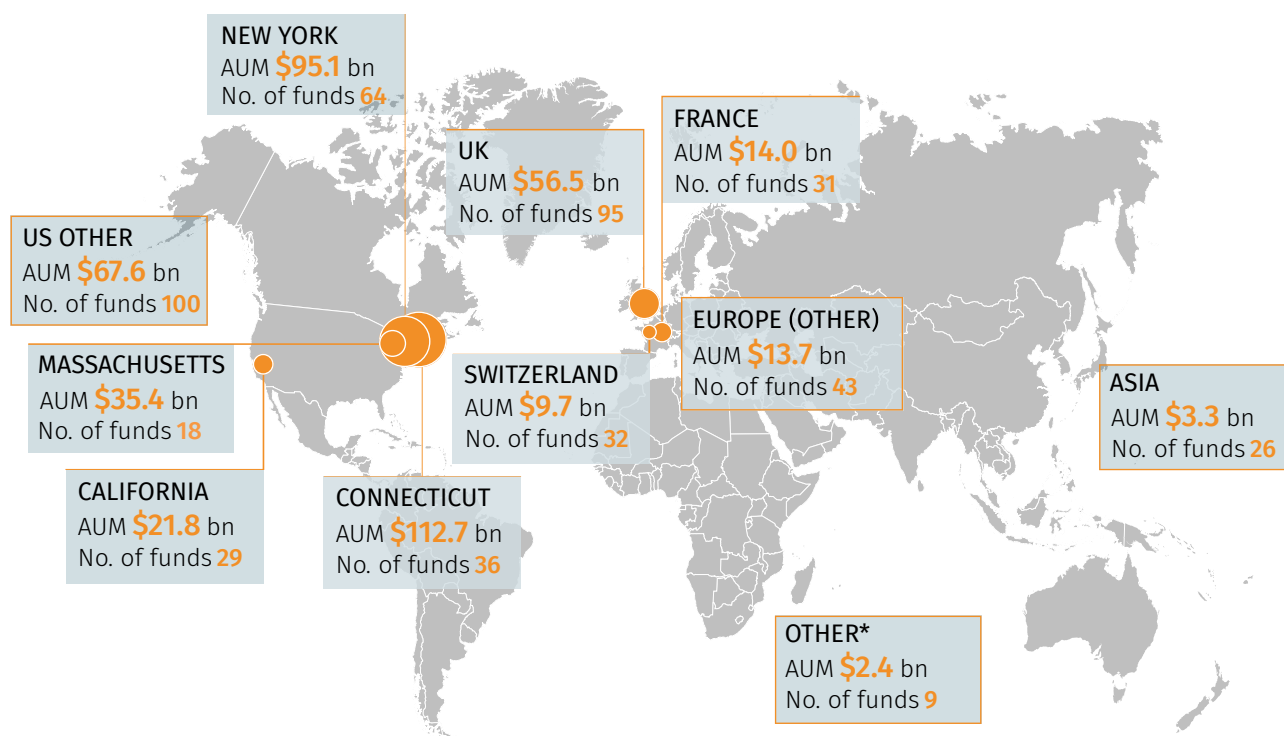 NEW YORK
AUM $95.1 bn
No. of funds 64
FRANCE
AUM $14.0 bn
No. of funds 31
UK
AUM $56.5 bn
No. of funds 95
US OTHER
AUM $67.6 bn
No. of funds 100
EUROPE (OTHER)
AUM $13.7 bn
No. of funds 43
MASSACHUSETTS
AUM $35.4 bn
No. of funds 18
SWITZERLAND
AUM $9.7 bn
No. of funds 32
ASIA
AUM $3.3 bn
No. of funds 26
CALIFORNIA
AUM $21.8 bn
No. of funds 29
CONNECTICUT
AUM $112.7 bn
No. of funds 36
OTHER*
AUM $2.4 bn
No. of funds 9